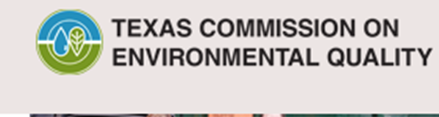 TEXAS COMMISSION ON
ENVIRONMENTAL QUALITY